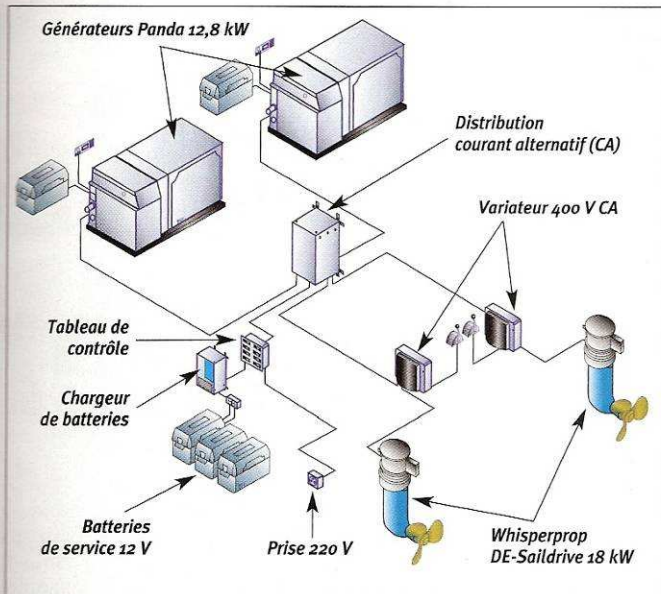 Générateurs Panda 12,8 kW
Distribution
courant alternatif (CA)
Variateur 400 V CA
Tableau de
contrôle
Chargeur
de batteries
Batteries
de service 12 V
Prise 220 V
Whisperprop
DE-Saildrive 18 kW